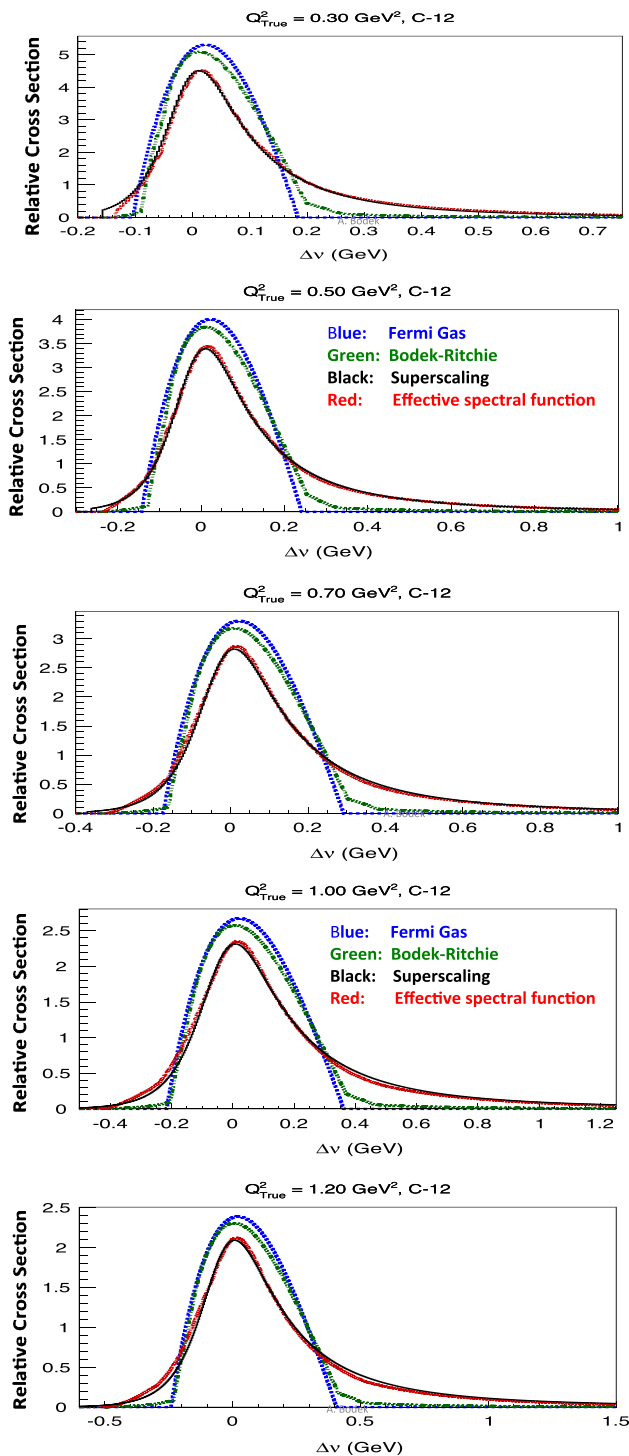 Q²True = 0.30 GeV², C-12
Relative Cross Section
5
4
3
2
1
0
-0.2 -0.1 0 0.1 0.2 0.3 0.4 0.5 0.6 0.7
A. Bodek
Δν (GeV)
Q²True = 0.50 GeV², C-12
Relative Cross Section
4
3.5
3
2.5
2
1.5
1
0.5
0
Blue: Fermi Gas
Green: Bodek-Ritchie
Black: Superscaling
Red: Effective spectral function
-0.2 0 0.2 0.4 0.6 0.8 1
Δν (GeV)
Q²True = 0.70 GeV², C-12
Relative Cross Section
3
2.5
2
1.5
1
0.5
0
-0.4 -0.2 0 0.2 0.4 0.6 0.8 1
A. Bodek
Δν (GeV)
Q²True = 1.00 GeV², C-12
Relative Cross Section
2.5
2
1.5
1
0.5
0
Blue: Fermi Gas
Green: Bodek-Ritchie
Black: Superscaling
Red: Effective spectral function
-0.4 -0.2 0 0.2 0.4 0.6 0.8 1 1.2
Δν (GeV)
Q²True = 1.20 GeV², C-12
Relative Cross Section
2.5
2
1.5
1
0.5
0
-0.5 0 0.5 1 1.5
A. Bodek
Δν (GeV)